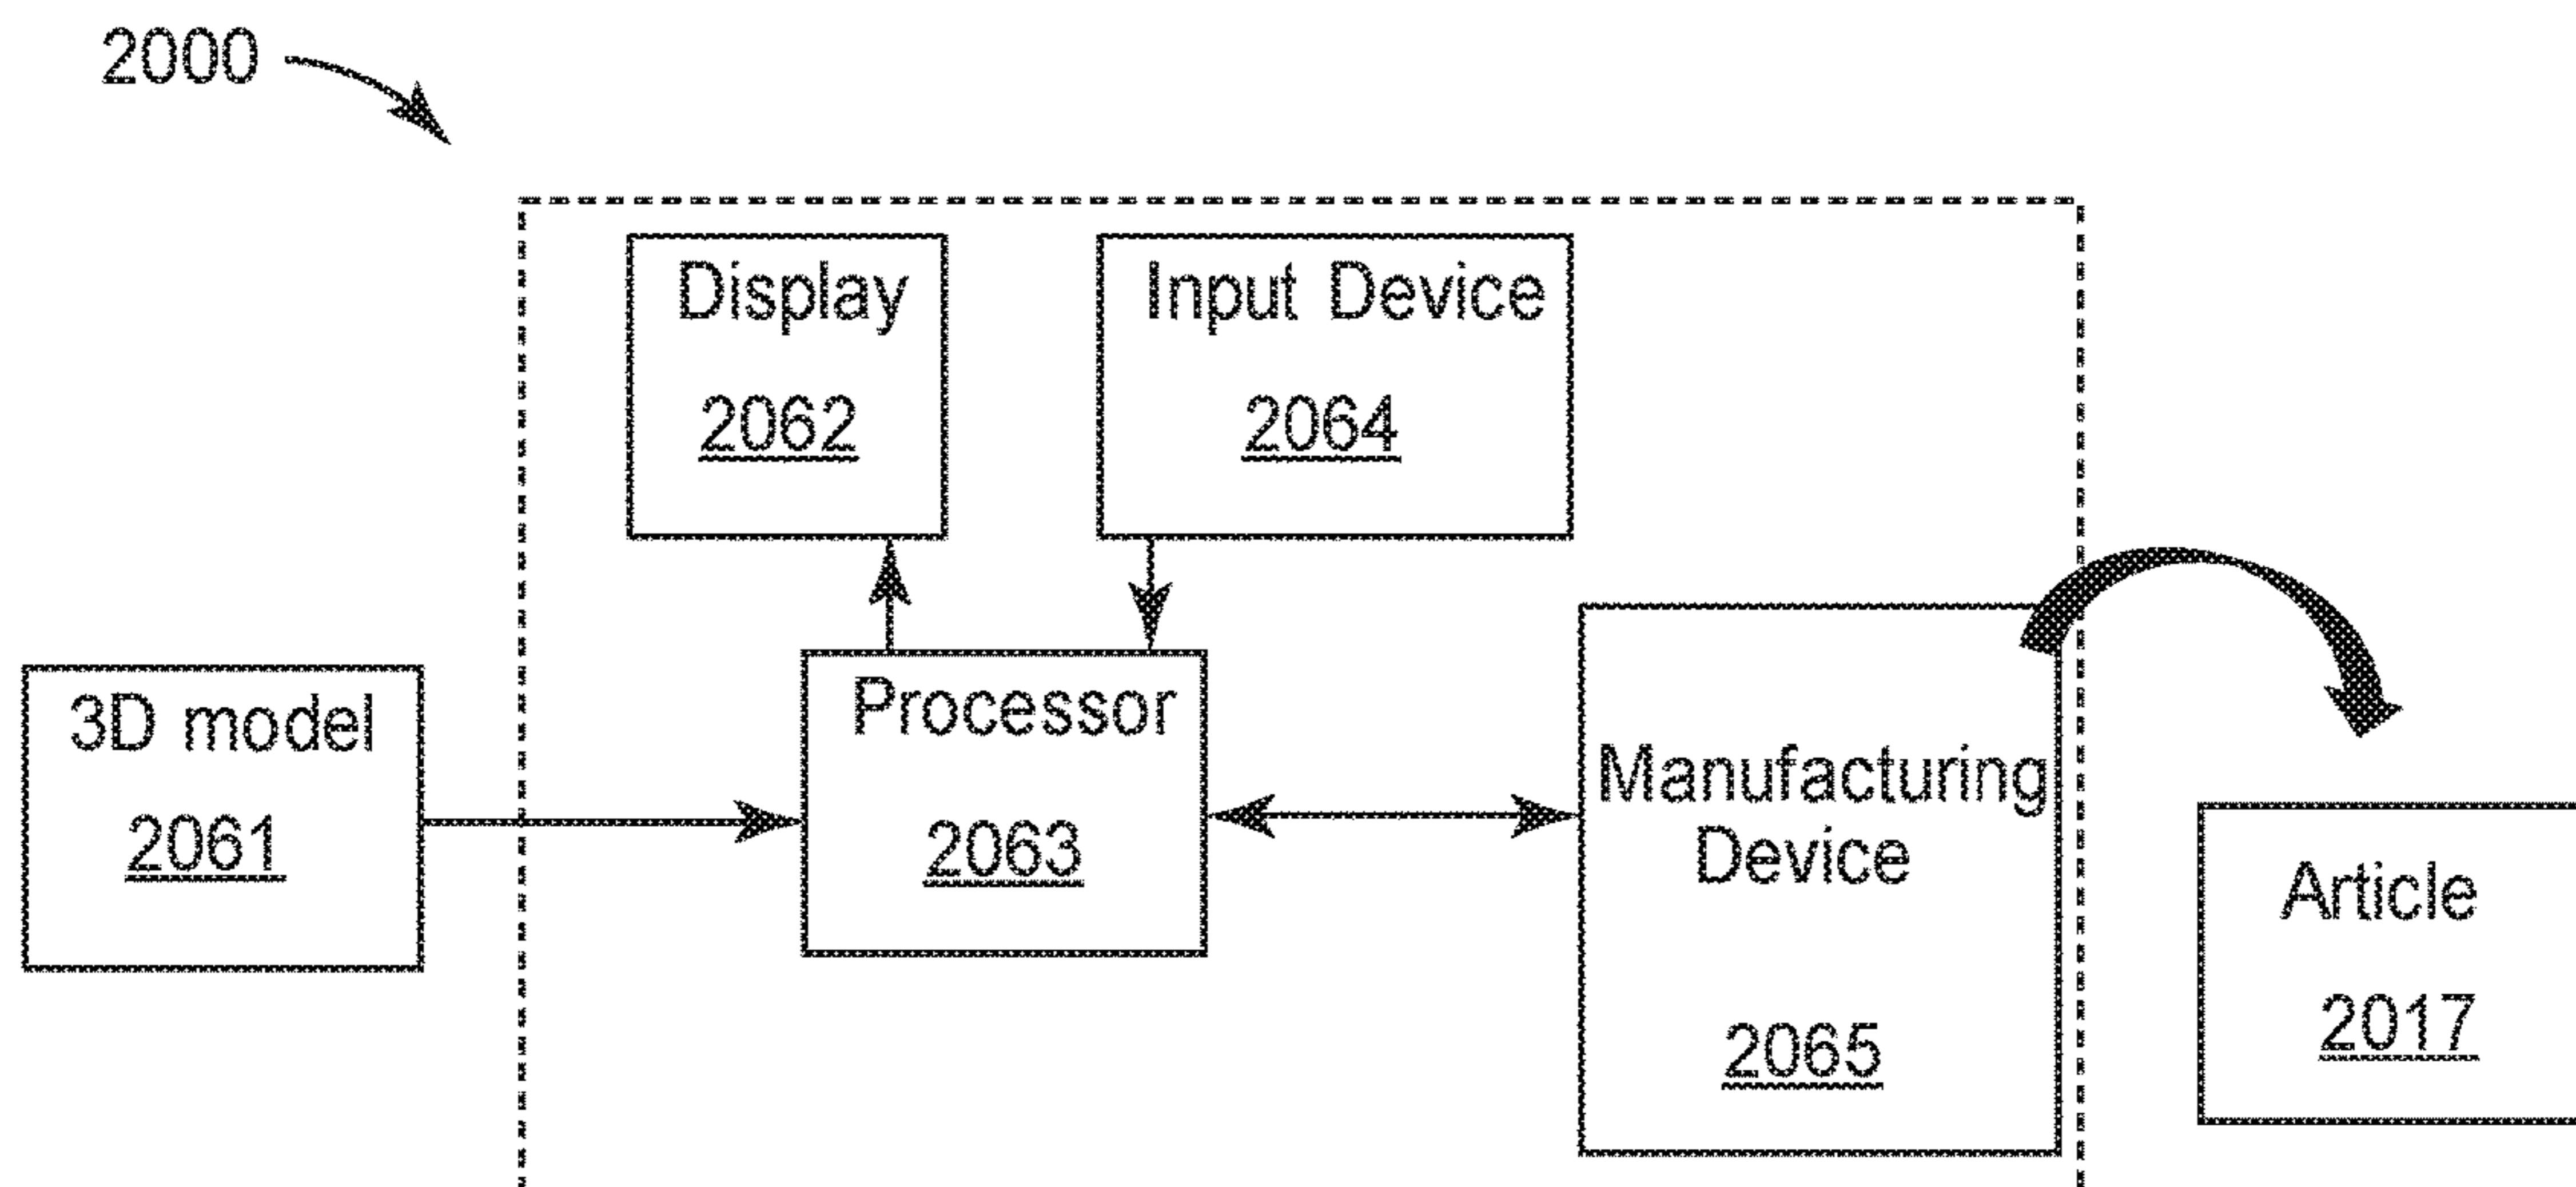 2000
Display
2062
Input Device
2064
3D model
2061
Processor
2063
Manufacturing
Device
2065
Article
2017